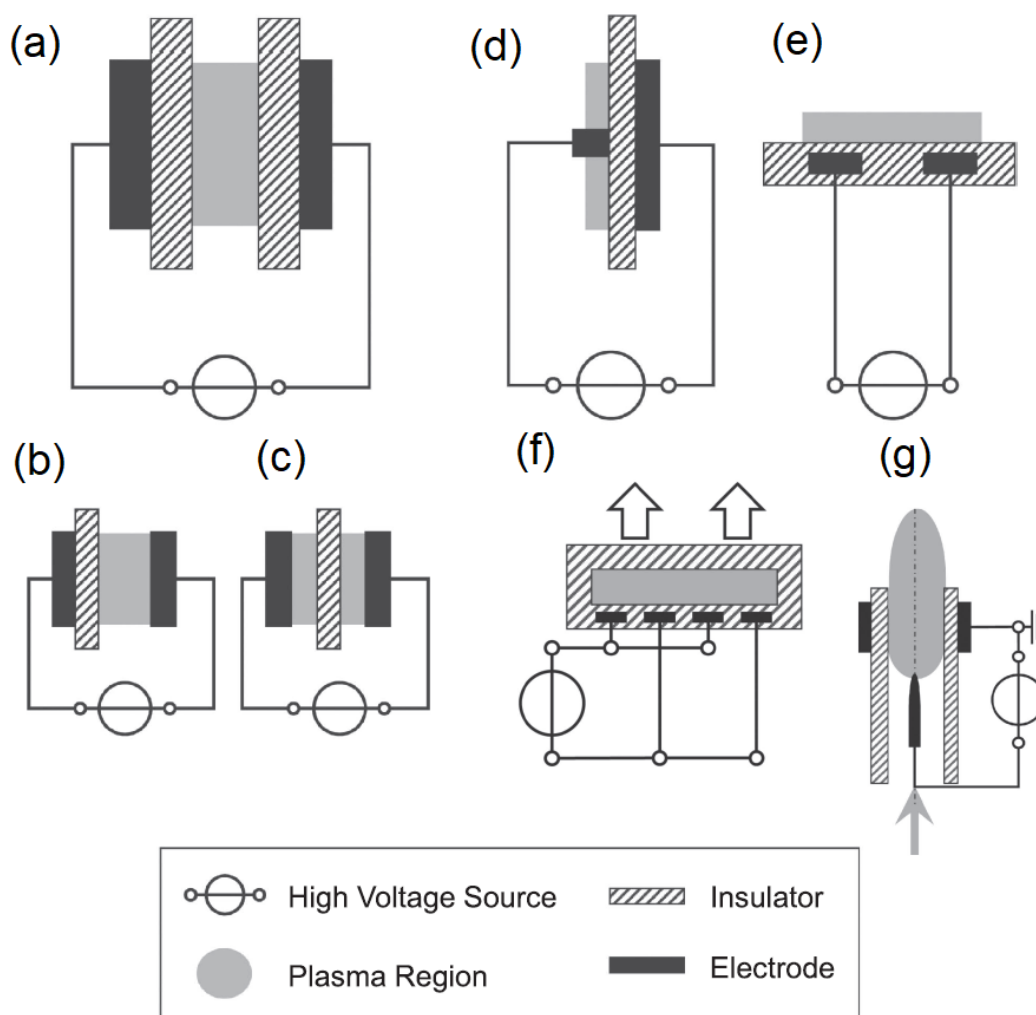 (a)
(d)
(e)
(b)
(c)
(f)
(g)
High Voltage Source
Insulator
Plasma Region
Electrode